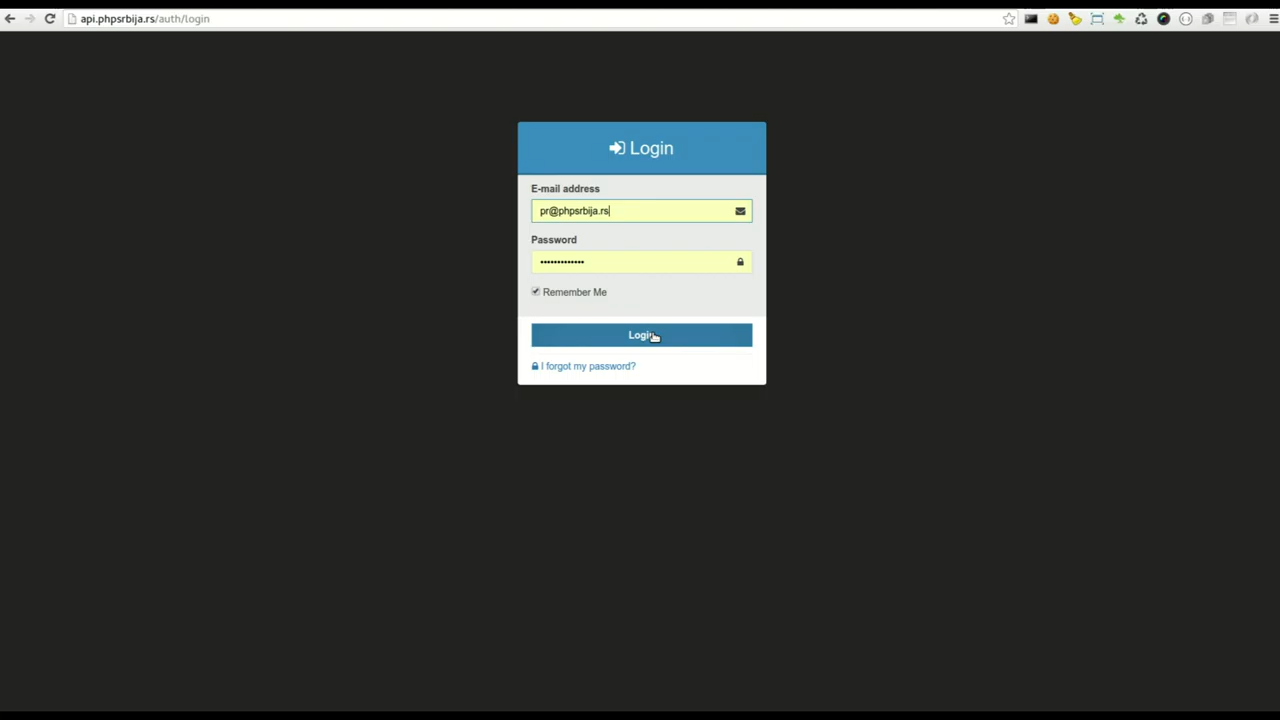 api.phpsrbija.rs/auth/login
Login
E-mail address
pr@phpsrbija.rs
Password
•••••••••••••
Remember Me
Login
I forgot my password?